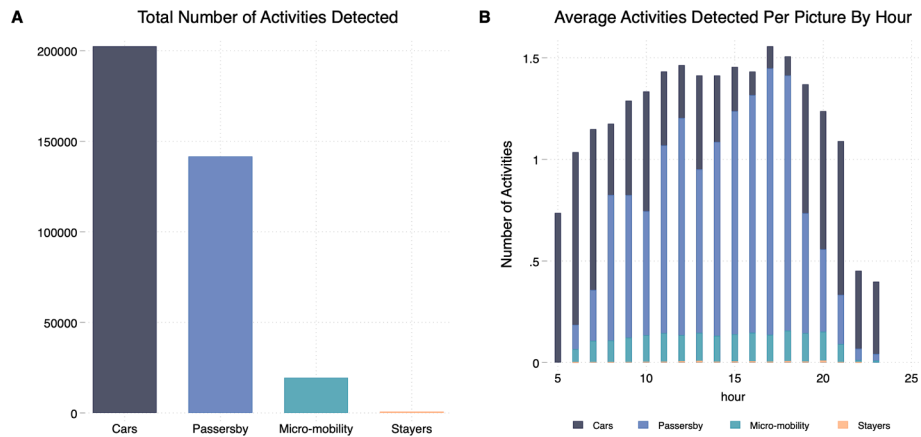 A
Total Number of Activities Detected
200000
150000
100000
50000
0
Cars
Passersby
Micro-mobility
Stayers
B
Average Activities Detected Per Picture By Hour
Number of Activities
1.5
1
.5
0
5
10
15
20
25
hour
Cars
Passersby
Micro-mobility
Stayers